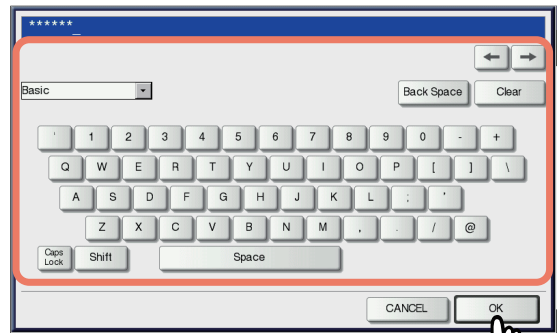 ******_
← →
Basic Back Space Clear
' 1 2 3 4 5 6 7 8 9 0 - +
Q W E R T Y U I O P [ ] \
A S D F G H J K L ; '
Z X C V B N M , . / @
Caps Lock Shift Space
CANCEL OK